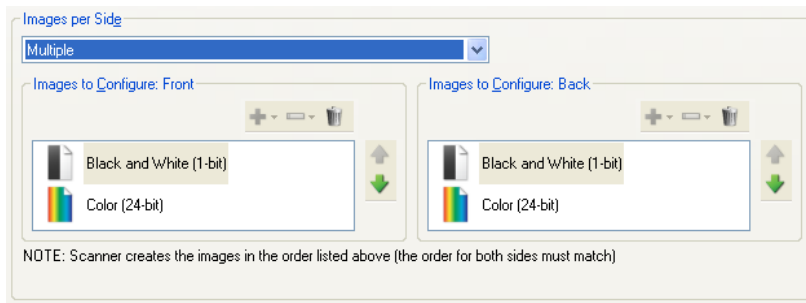 Images per Side
Multiple
Images to Configure: Front
Images to Configure: Back
Black and White (1-bit)
Color (24-bit)
Black and White (1-bit)
Color (24-bit)
NOTE: Scanner creates the images in the order listed above (the order for both sides must match)